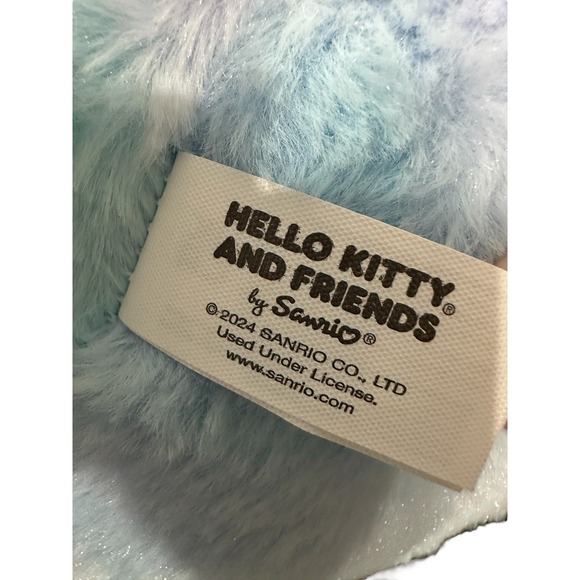 HELLO KITTY®
AND FRIENDS
by Sanrio®
© 2024 SANRIO CO., LTD
Used Under License.
www.sanrio.com